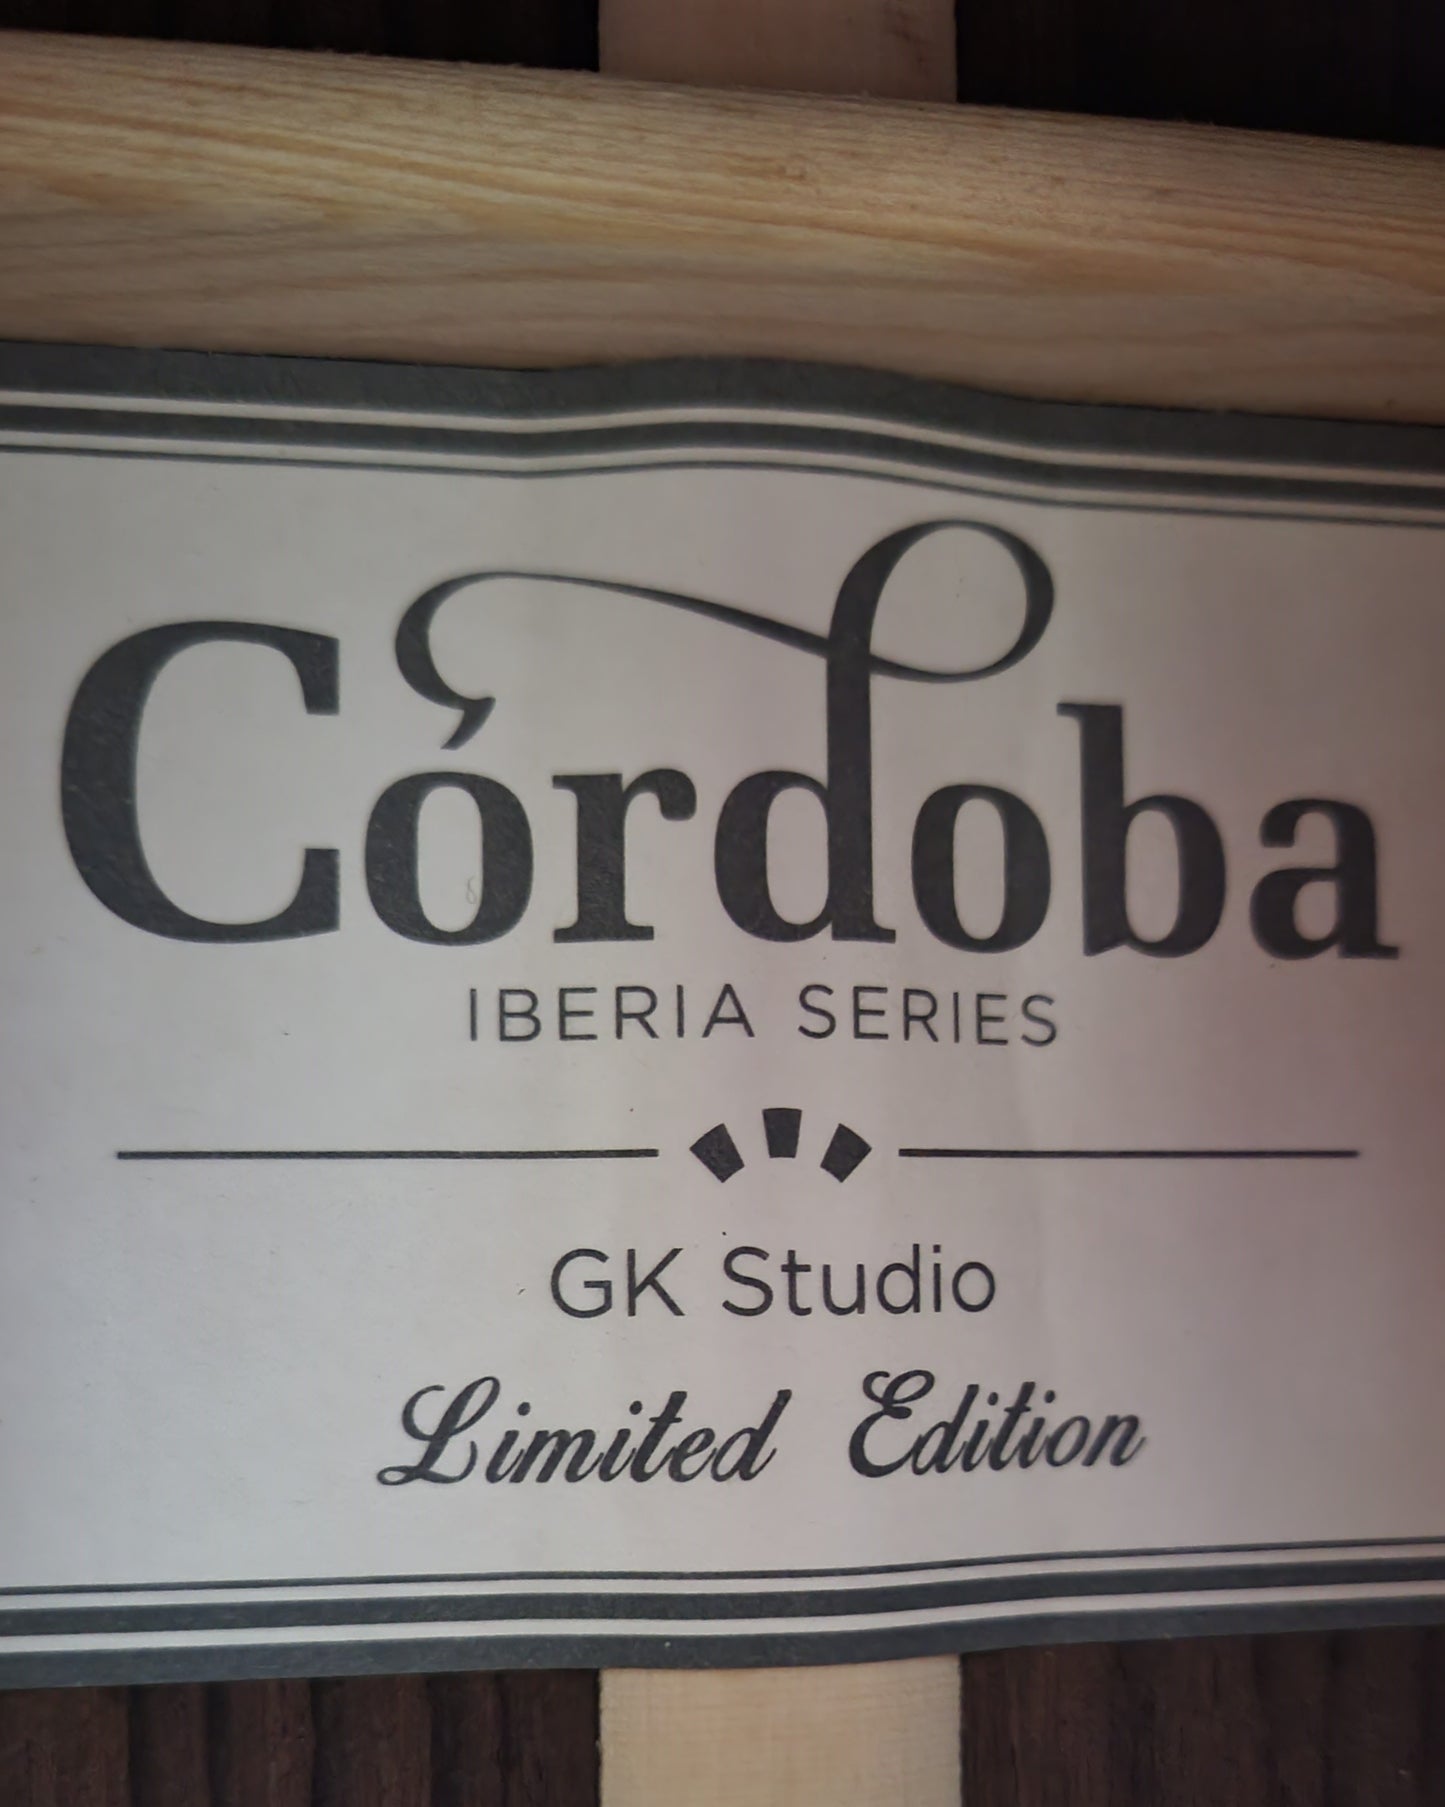 Córdoba
IBERIA SERIES
GK Studio
Limited Edition